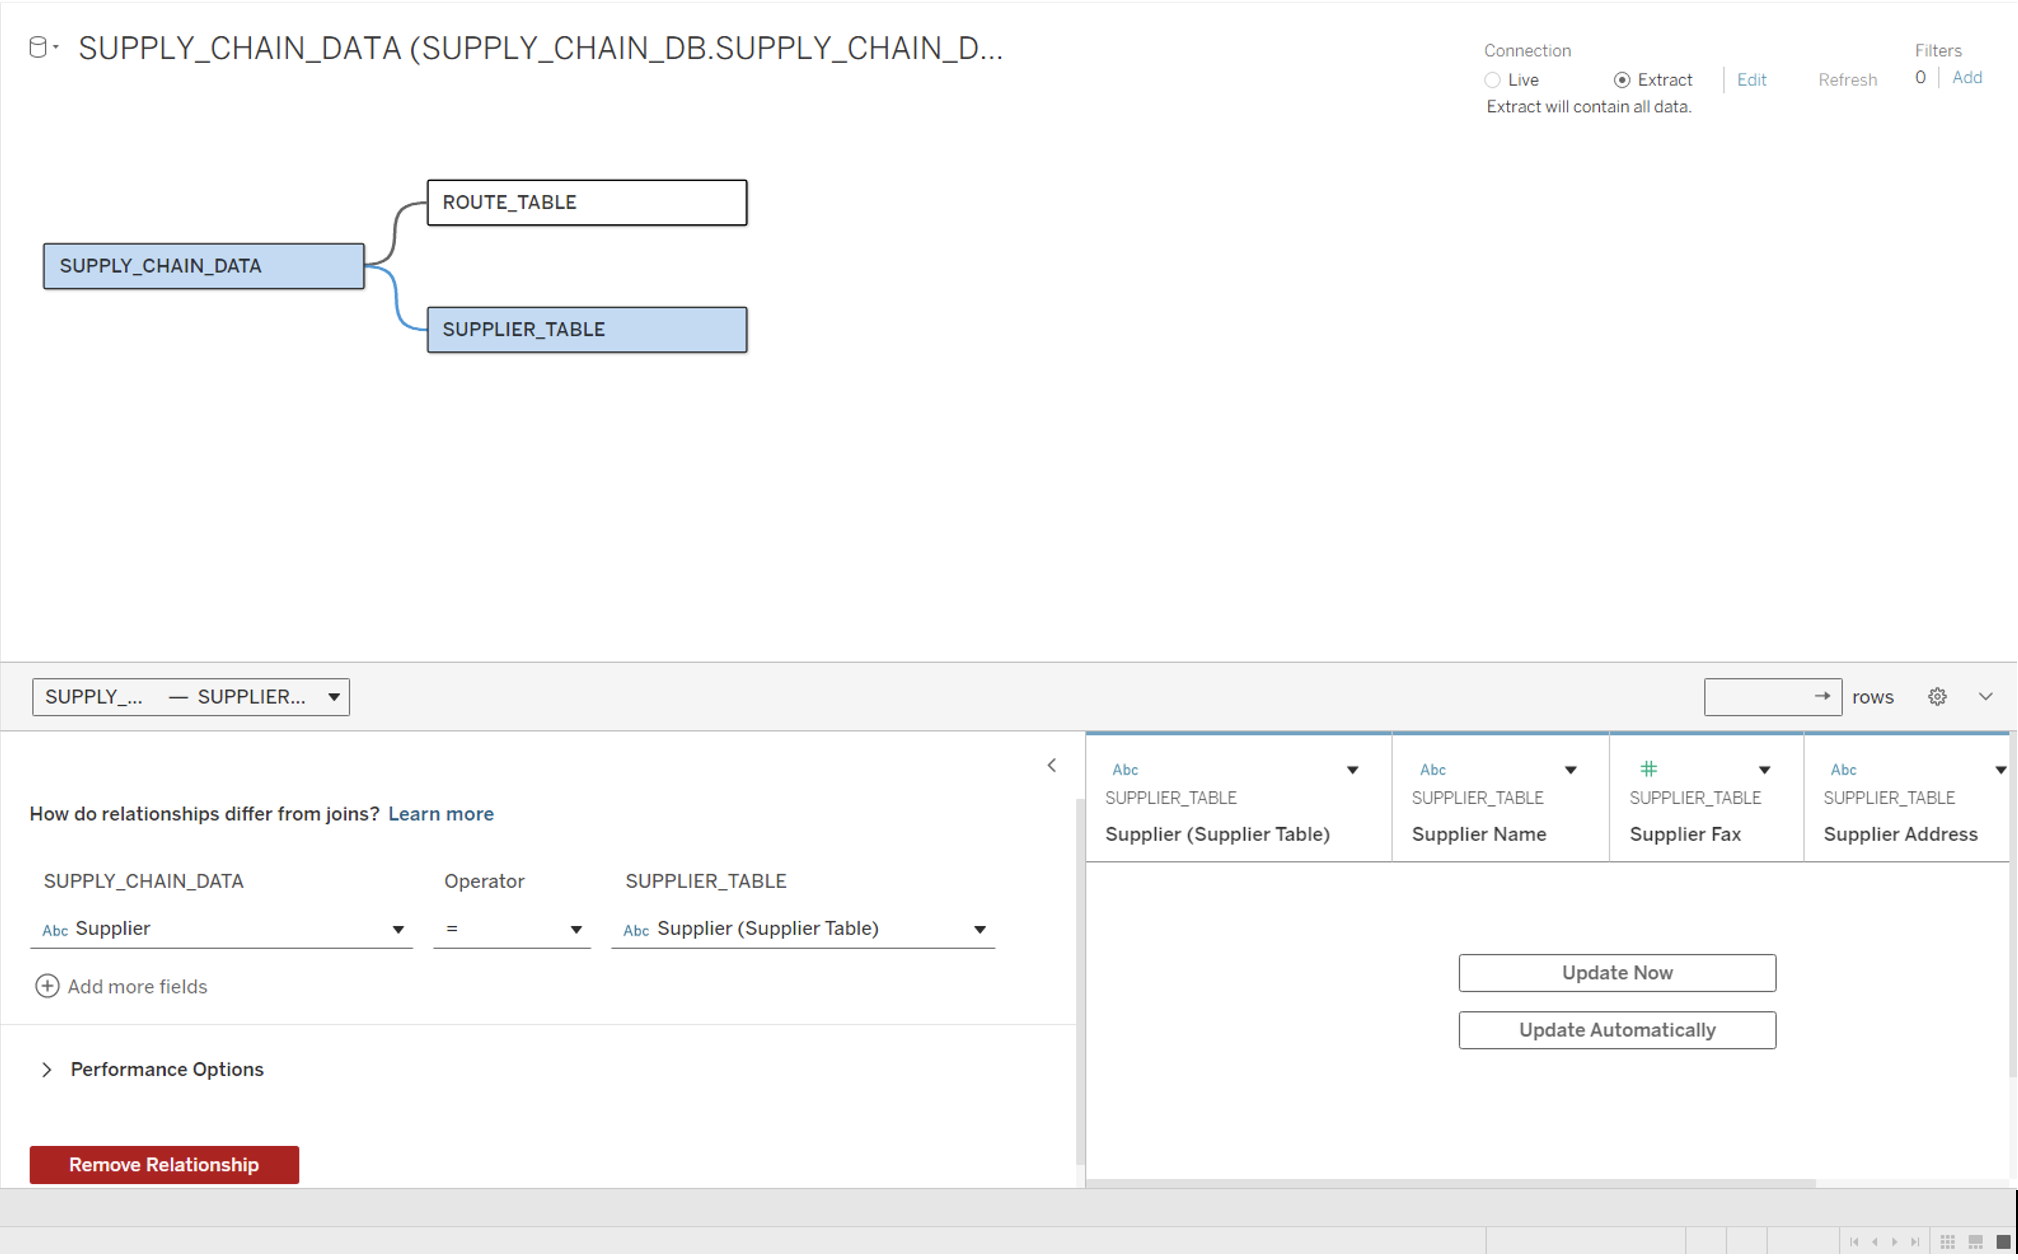 SUPPLY_CHAIN_DATA (SUPPLY_CHAIN_DB.SUPPLY_CHAIN_D...
Connection
Live
Extract
Edit
Refresh
Extract will contain all data.
Filters
0
Add
ROUTE_TABLE
SUPPLY_CHAIN_DATA
SUPPLIER_TABLE
SUPPLY_... — SUPPLIER...
rows
How do relationships differ from joins? Learn more
SUPPLY_CHAIN_DATA
Operator
SUPPLIER_TABLE
Abc Supplier
=
Abc Supplier (Supplier Table)
Add more fields
Performance Options
Remove Relationship
Abc
SUPPLIER_TABLE
Supplier (Supplier Table)
Abc
SUPPLIER_TABLE
Supplier Name
#
SUPPLIER_TABLE
Supplier Fax
Abc
SUPPLIER_TABLE
Supplier Address
Update Now
Update Automatically